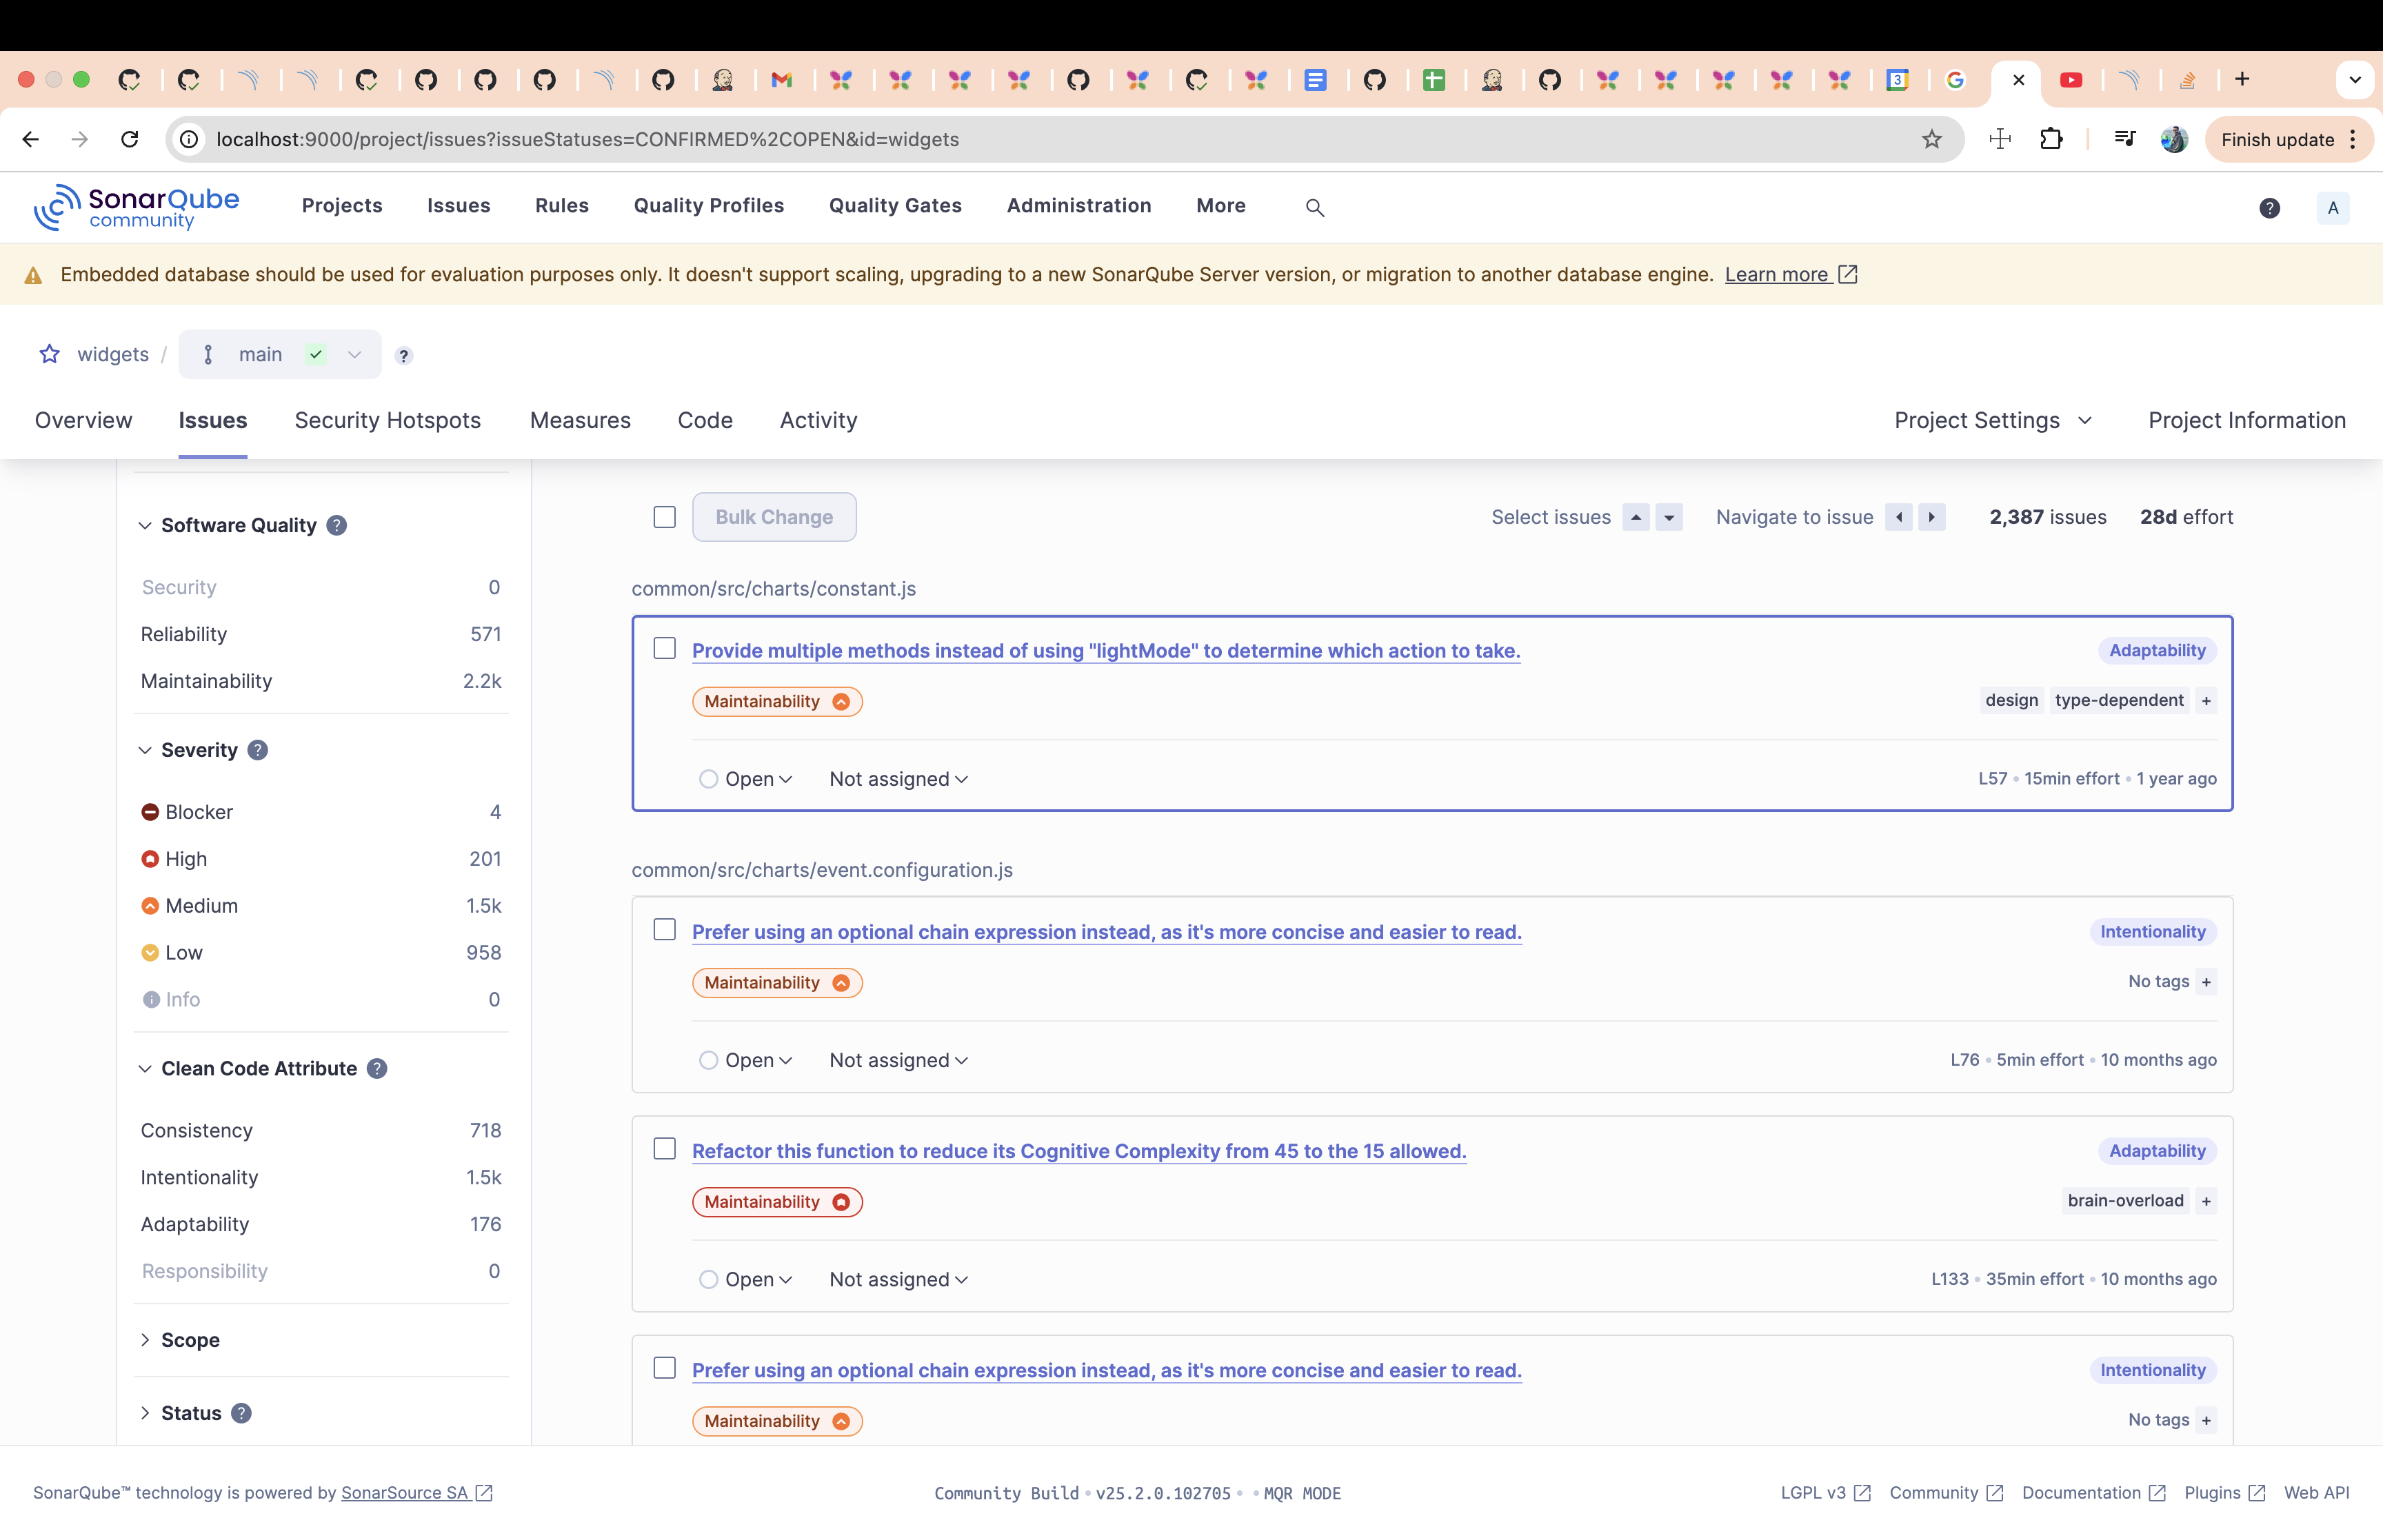 3
localhost:9000/project/issues?issueStatuses=CONFIRMED%2COPEN&id=widgets
Finish update
SonarQube community
Projects Issues Rules Quality Profiles Quality Gates Administration More
? A
Embedded database should be used for evaluation purposes only. It doesn't support scaling, upgrading to a new SonarQube Server version, or migration to another database engine. Learn more
widgets / main ?
Overview Issues Security Hotspots Measures Code Activity Project Settings Project Information
Software Quality ?
Security 0
Reliability 571
Maintainability 2.2k
Severity ?
Blocker 4
High 201
Medium 1.5k
Low 958
Info 0
Clean Code Attribute ?
Consistency 718
Intentionality 1.5k
Adaptability 176
Responsibility 0
Scope
Status ?
Bulk Change Select issues Navigate to issue 2,387 issues 28d effort
common/src/charts/constant.js
Provide multiple methods instead of using "lightMode" to determine which action to take. Adaptability
Maintainability design type-dependent +
Open Not assigned L57 • 15min effort • 1 year ago
common/src/charts/event.configuration.js
Prefer using an optional chain expression instead, as it's more concise and easier to read. Intentionality
Maintainability No tags +
Open Not assigned L76 • 5min effort • 10 months ago
Refactor this function to reduce its Cognitive Complexity from 45 to the 15 allowed. Adaptability
Maintainability brain-overload +
Open Not assigned L133 • 35min effort • 10 months ago
Prefer using an optional chain expression instead, as it's more concise and easier to read. Intentionality
Maintainability No tags +
SonarQube™ technology is powered by SonarSource SA Community Build • v25.2.0.102705 • • MQR MODE LGPL v3 Community Documentation Plugins Web API